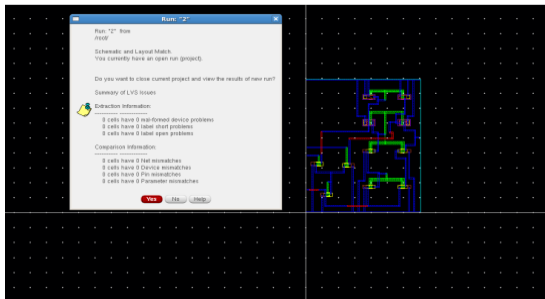 Run: "2"
Run: "2" from
/root/
Schematic and Layout Match.
You currently have an open run (project).
Do you want to close current project and view the results of new run?
Summary of LVS Issues
Extraction Information:
0 cells have 0 mal-formed device problems
0 cells have 0 label short problems
0 cells have 0 label open problems
Comparison Information:
0 cells have 0 Net mismatches
0 cells have 0 Device mismatches
0 cells have 0 Pin mismatches
0 cells have 0 Parameter mismatches
Yes No Help